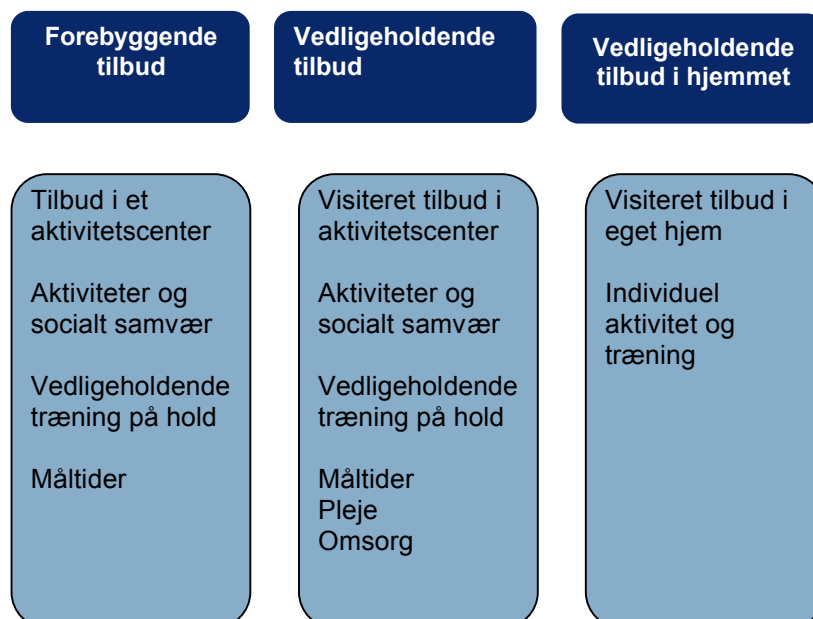 Forebyggende
tilbud
Vedligeholdende
tilbud
Vedligeholdende
tilbud i hjemmet
Tilbud i et
aktivitetscenter
Aktiviteter og
socialt samvær
Vedligeholdende
træning på hold
Måltider
Visiteret tilbud i
aktivitetscenter
Aktiviteter og
socialt samvær
Vedligeholdende
træning på hold
Måltider
Pleje
Omsorg
Visiteret tilbud i
eget hjem
Individuel
aktivitet og
træning